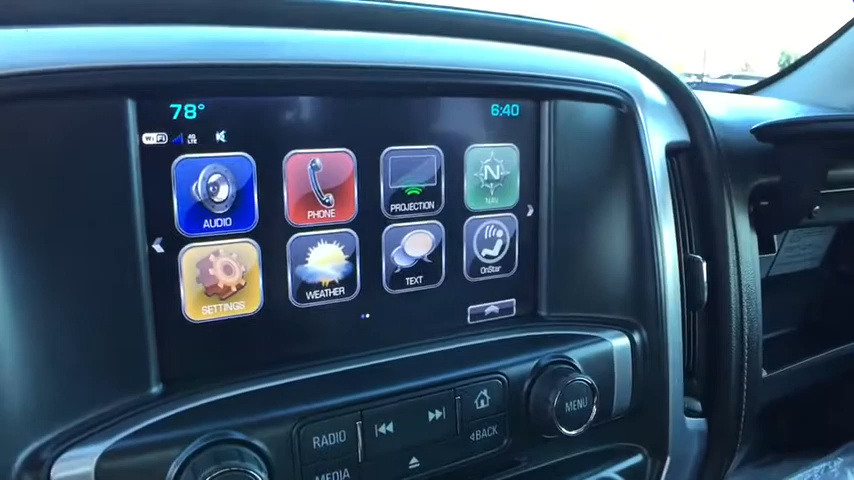 78°
6:40
WiFi 4G LTE
AUDIO
PHONE
PROJECTION
N
NAV
SETTINGS
WEATHER
TEXT
OnStar
RADIO
MEDIA
BACK
MENU